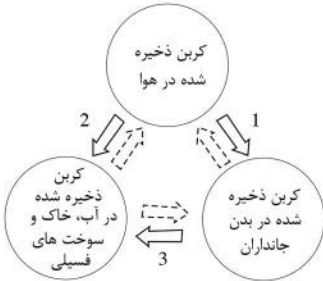 کربن ذخیره
شده در هوا
2
1
کربن
ذخیره شده
در آب، خاک و
سوخت های
فسیلی
کربن ذخیره
شده در بدن
جانداران
3